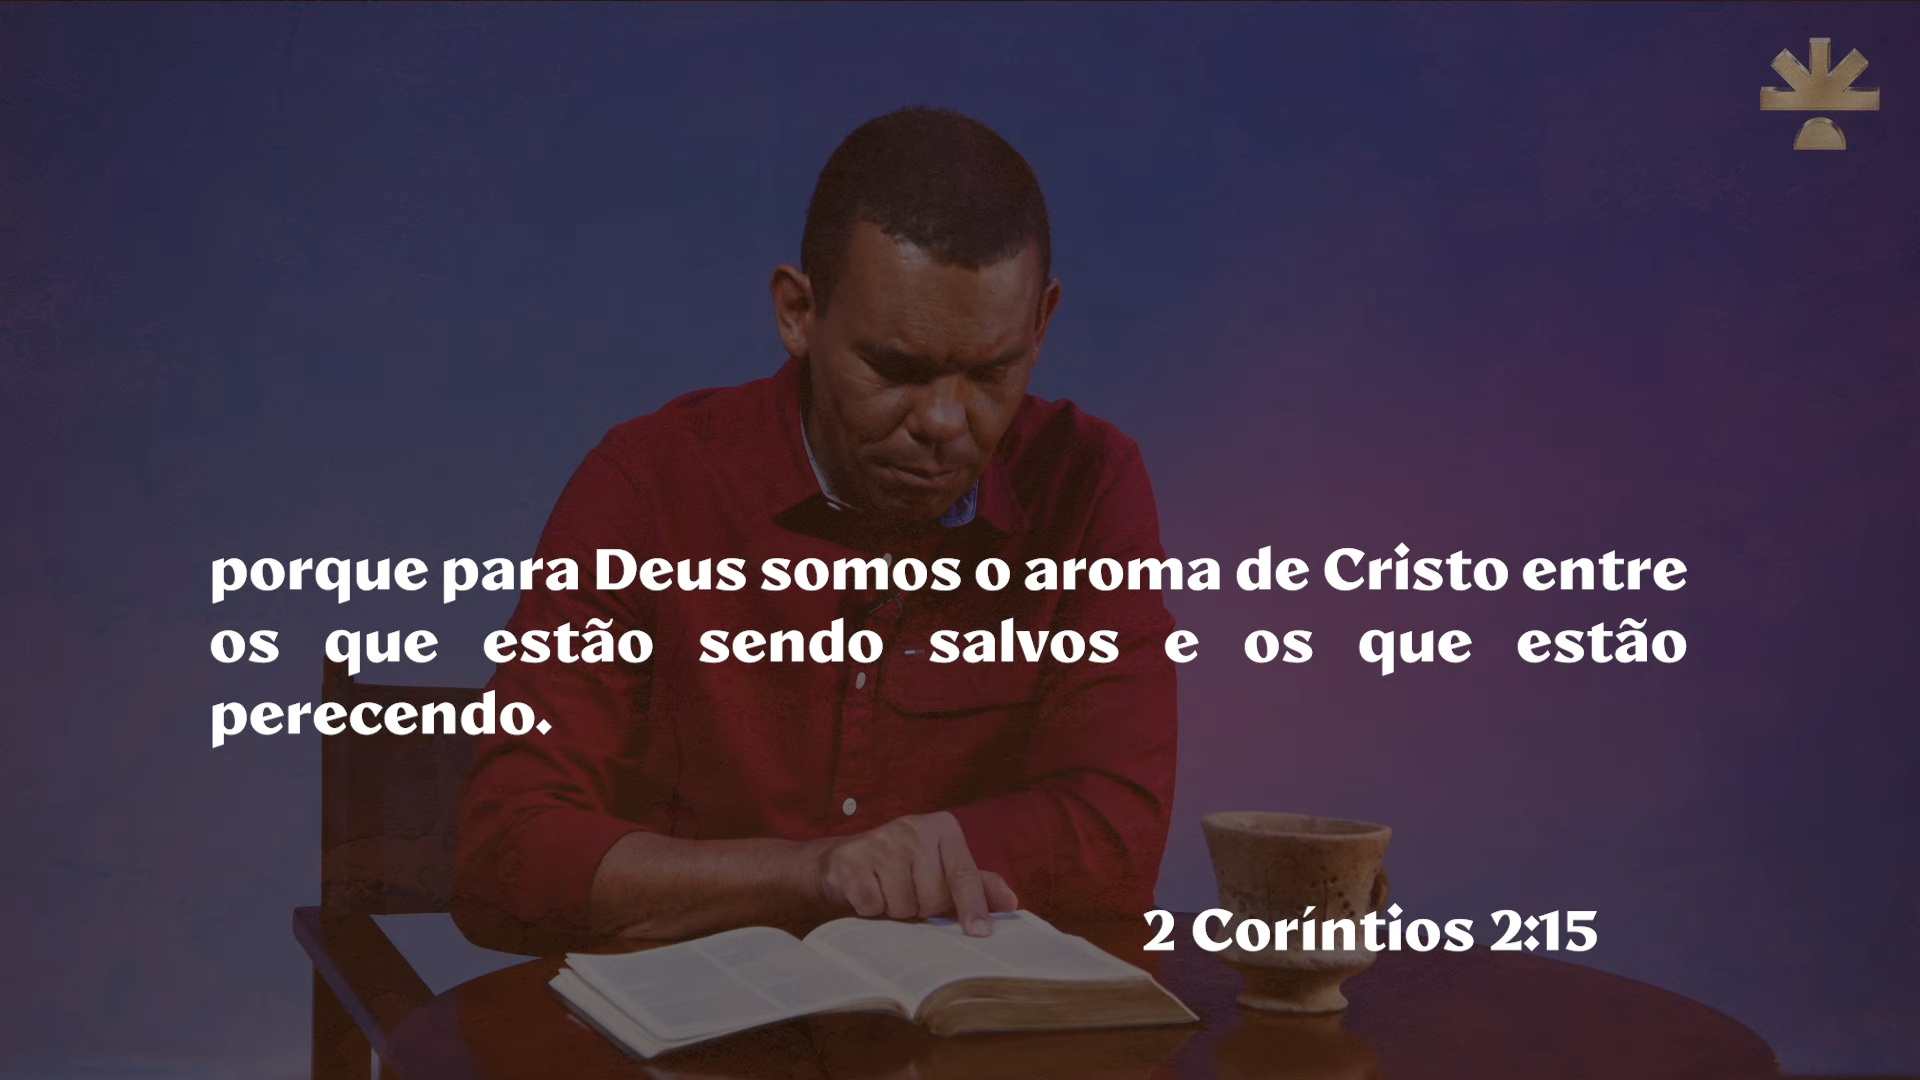 porque para Deus somos o aroma de Cristo entre
os que estão sendo salvos e os que estão
perecendo.
2 Coríntios 2:15